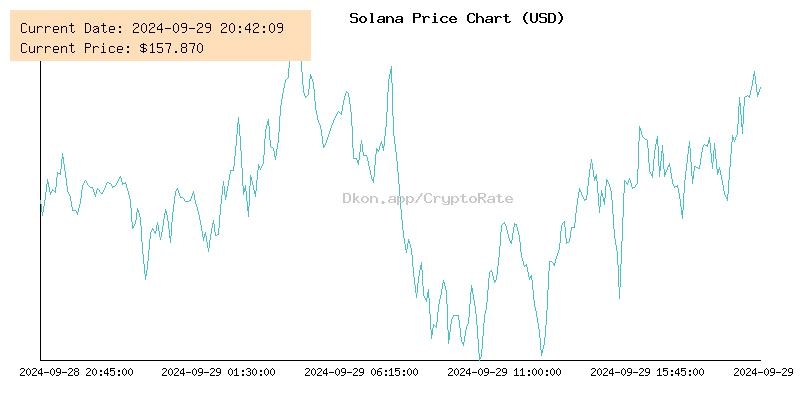 Solana Price Chart (USD)
Current Date: 2024-09-29 20:42:09
Current Price: $157.870
Dkon.app/CryptoRate
2024-09-28 20:45:00 2024-09-29 01:30:00 2024-09-29 06:15:00 2024-09-29 11:00:00 2024-09-29 15:45:00 2024-09-29